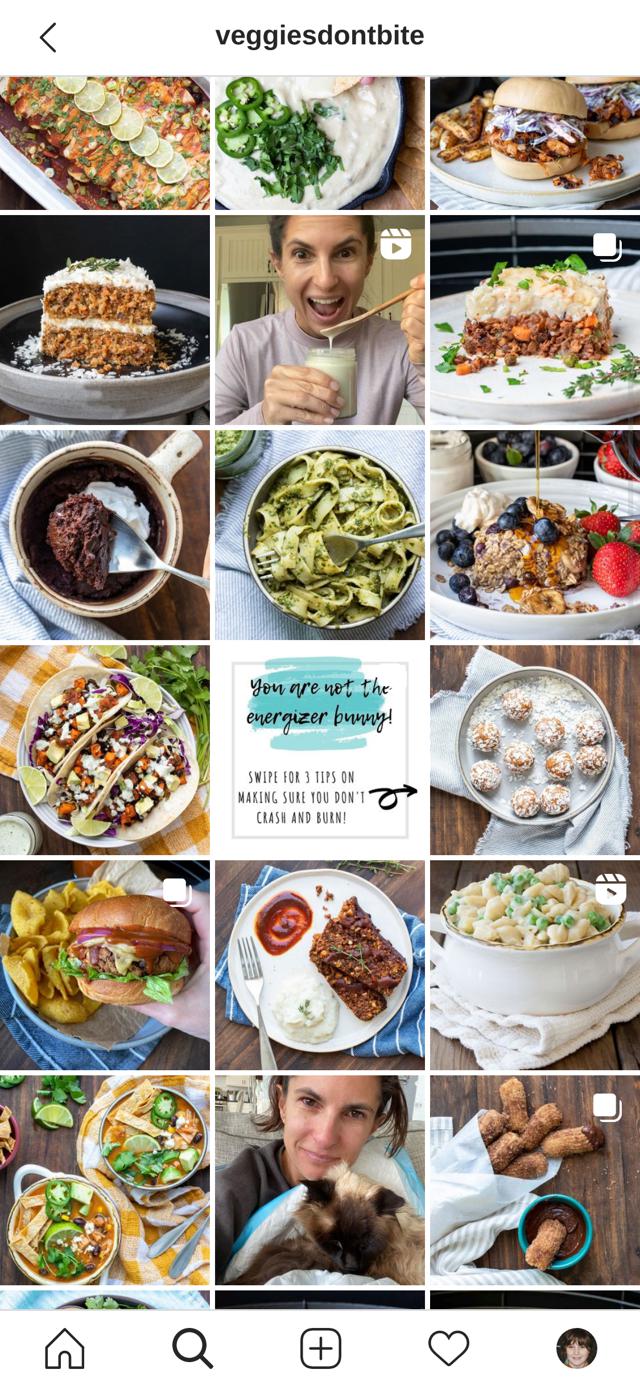 veggiesdontbite
You are not the
energizer bunny!
SWIPE FOR 3 TIPS ON
MAKING SURE YOU DON'T
CRASH AND BURN!